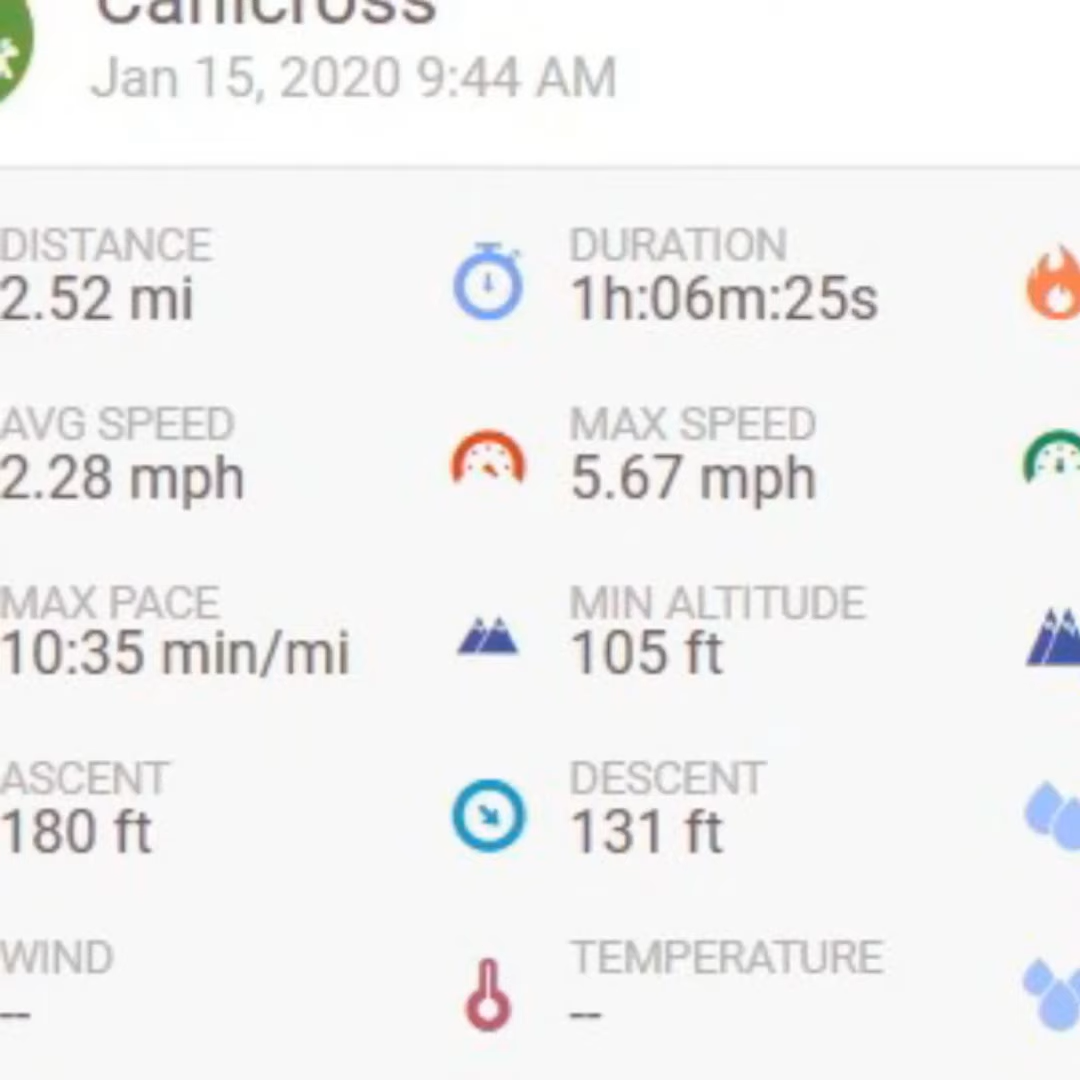 Canicross
Jan 15, 2020 9:44 AM
DISTANCE
2.52 mi
DURATION
1h:06m:25s
AVG SPEED
2.28 mph
MAX SPEED
5.67 mph
MAX PACE
10:35 min/mi
MIN ALTITUDE
105 ft
ASCENT
180 ft
DESCENT
131 ft
WIND
--
TEMPERATURE
--